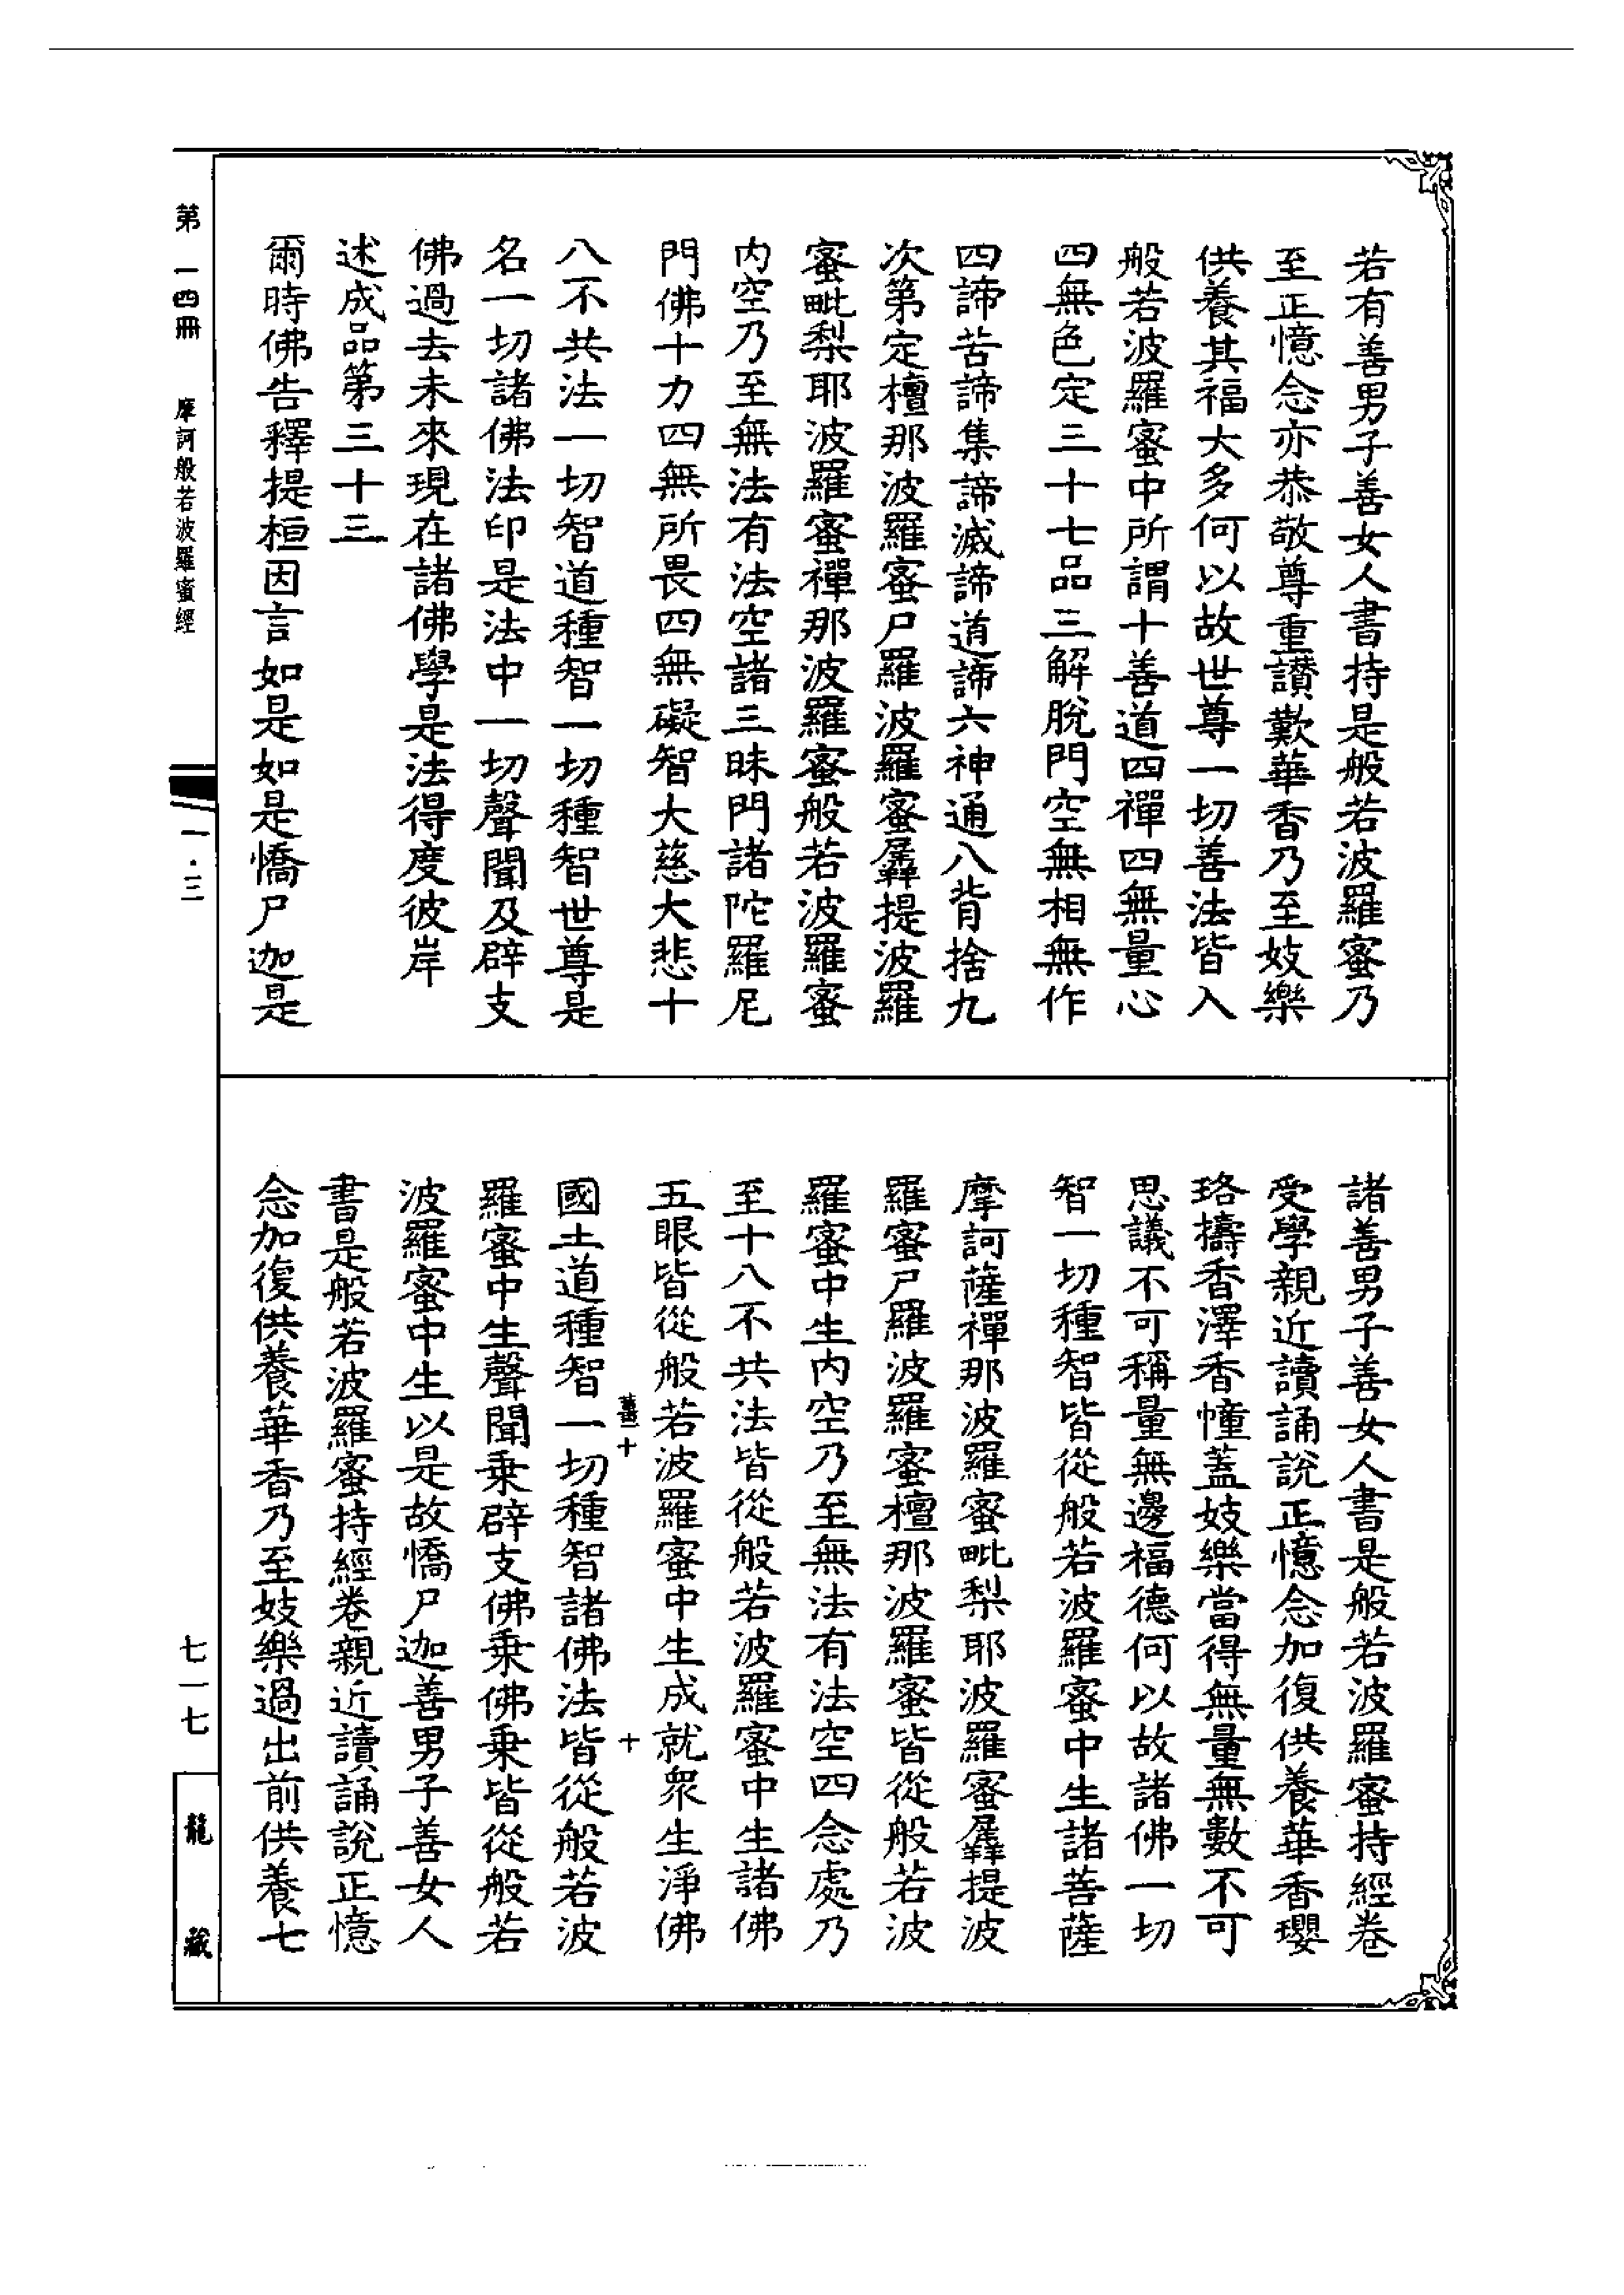 若有善男子善女人書持是般若波羅蜜乃
至正憶念亦恭敬尊重讃歎華香乃至妓樂
供養其福大多何以故世尊一切善法皆入
般若波羅蜜中所謂十善道四禪四無量心
四無色定三十七品三解脫門空無相無作
四諦苦諦集諦滅諦道諦六神通八背捨九
次第定檀那波羅蜜尸羅波羅蜜羼提波羅
蜜毗梨耶波羅蜜禪那波羅蜜般若波羅蜜
内空乃至無法有法空諸三昧門諸陀羅尼
門佛十力四無所畏四無礙智大慈大悲十
八不共法一切智道種智一切種智世尊是
名一切諸佛法印是法中一切聲聞及辟支
佛過去未來現在諸佛學是法得度彼岸
述成品第三十三
爾時佛告釋提桓因言如是如是憍尸迦是
諸善男子善女人書是般若波羅蜜持經卷
受學親近讀誦說正憶念加復供養華香瓔
珞擣香澤香幢蓋妓樂當得無量無數不可
思議不可稱量無邊福德何以故諸佛一切
智一切種智皆從般若波羅蜜中生諸菩薩
摩訶薩禪那波羅蜜毗梨耶波羅蜜羼提波
羅蜜尸羅波羅蜜檀那波羅蜜皆從般若波
羅蜜中生内空乃至無法有法空四念處乃
至十八不共法皆從般若波羅蜜中生諸佛
五眼皆從般若波羅蜜中生成就衆生淨佛
十 十
國土道種智一切種智諸佛法皆從般若波
羅蜜中生聲聞乘辟支佛乘佛乘皆從般若
波羅蜜中生以是故憍尸迦善男子善女人
書是般若波羅蜜持經卷親近讀誦說正憶
念加復供養華香乃至妓樂過出前供養七
第一四冊 摩訶般若波羅蜜經
一·三
七一七
龍藏